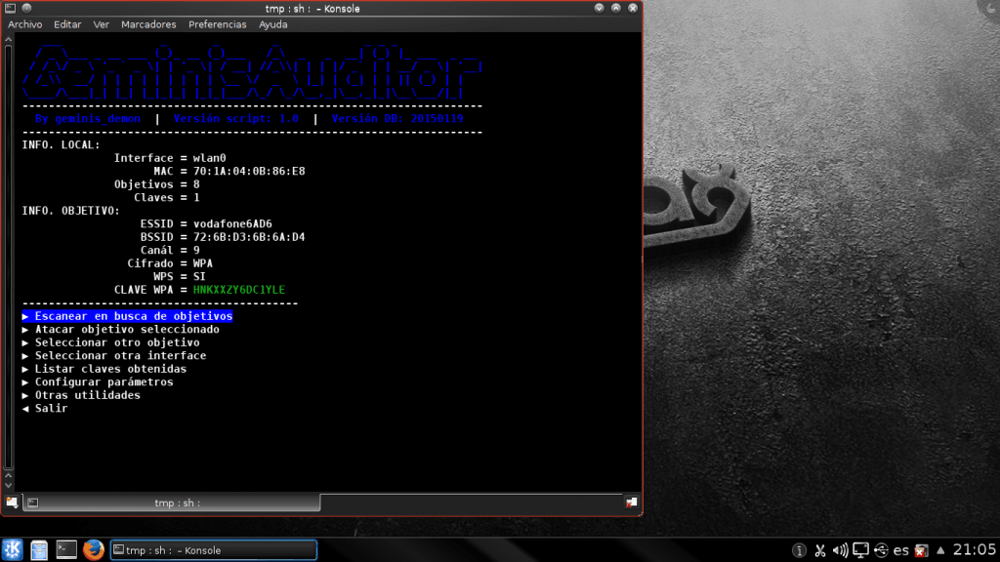 tmp : sh : – Konsole
Archivo Editar Ver Marcadores Preferencias Ayuda
GeminisAuditor
By geminis_demon | Versión script: 1.0 | Versión DB: 20150119
INFO. LOCAL:
Interface = wlan0
MAC = 70:1A:04:0B:86:E8
Objetivos = 8
Claves = 1
INFO. OBJETIVO:
ESSID = vodafone6AD6
BSSID = 72:6B:D3:6B:6A:D4
Canál = 9
Cifrado = WPA
WPS = SI
CLAVE WPA = HNKXXZY6DC1YLE
► Escanear en busca de objetivos
► Atacar objetivo seleccionado
► Seleccionar otro objetivo
► Seleccionar otra interface
► Listar claves obtenidas
► Configurar parámetros
► Otras utilidades
◄ Salir
tmp : sh :
tmp : sh : – Konsole
es
21:05